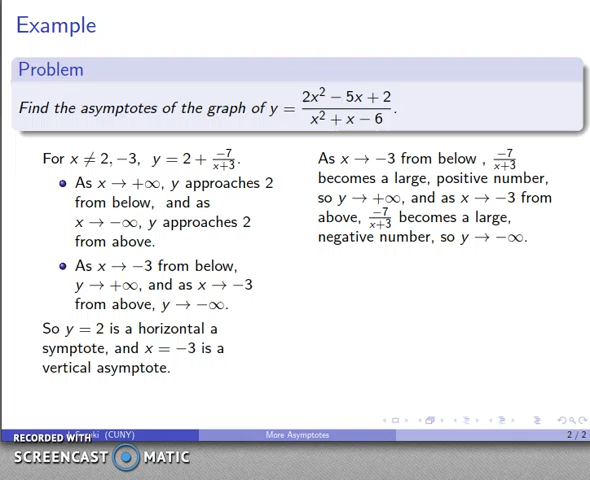 Example
Problem
Find the asymptotes of the graph of y = (2x² − 5x + 2)/(x² + x − 6).
For x ≠ 2, −3, y = 2 + −7/(x+3).
As x → +∞, y approaches 2
from below, and as
x → −∞, y approaches 2
from above.
As x → −3 from below,
y → +∞, and as x → −3
from above, y → −∞.
So y = 2 is a horizontal a
symptote, and x = −3 is a
vertical asymptote.
As x → −3 from below , −7/(x+3)
becomes a large, positive number,
so y → +∞, and as x → −3 from
above, −7/(x+3) becomes a large,
negative number, so y → −∞.
(CUNY)
More Asymptotes
2 / 2
RECORDED WITH
SCREENCAST MATIC